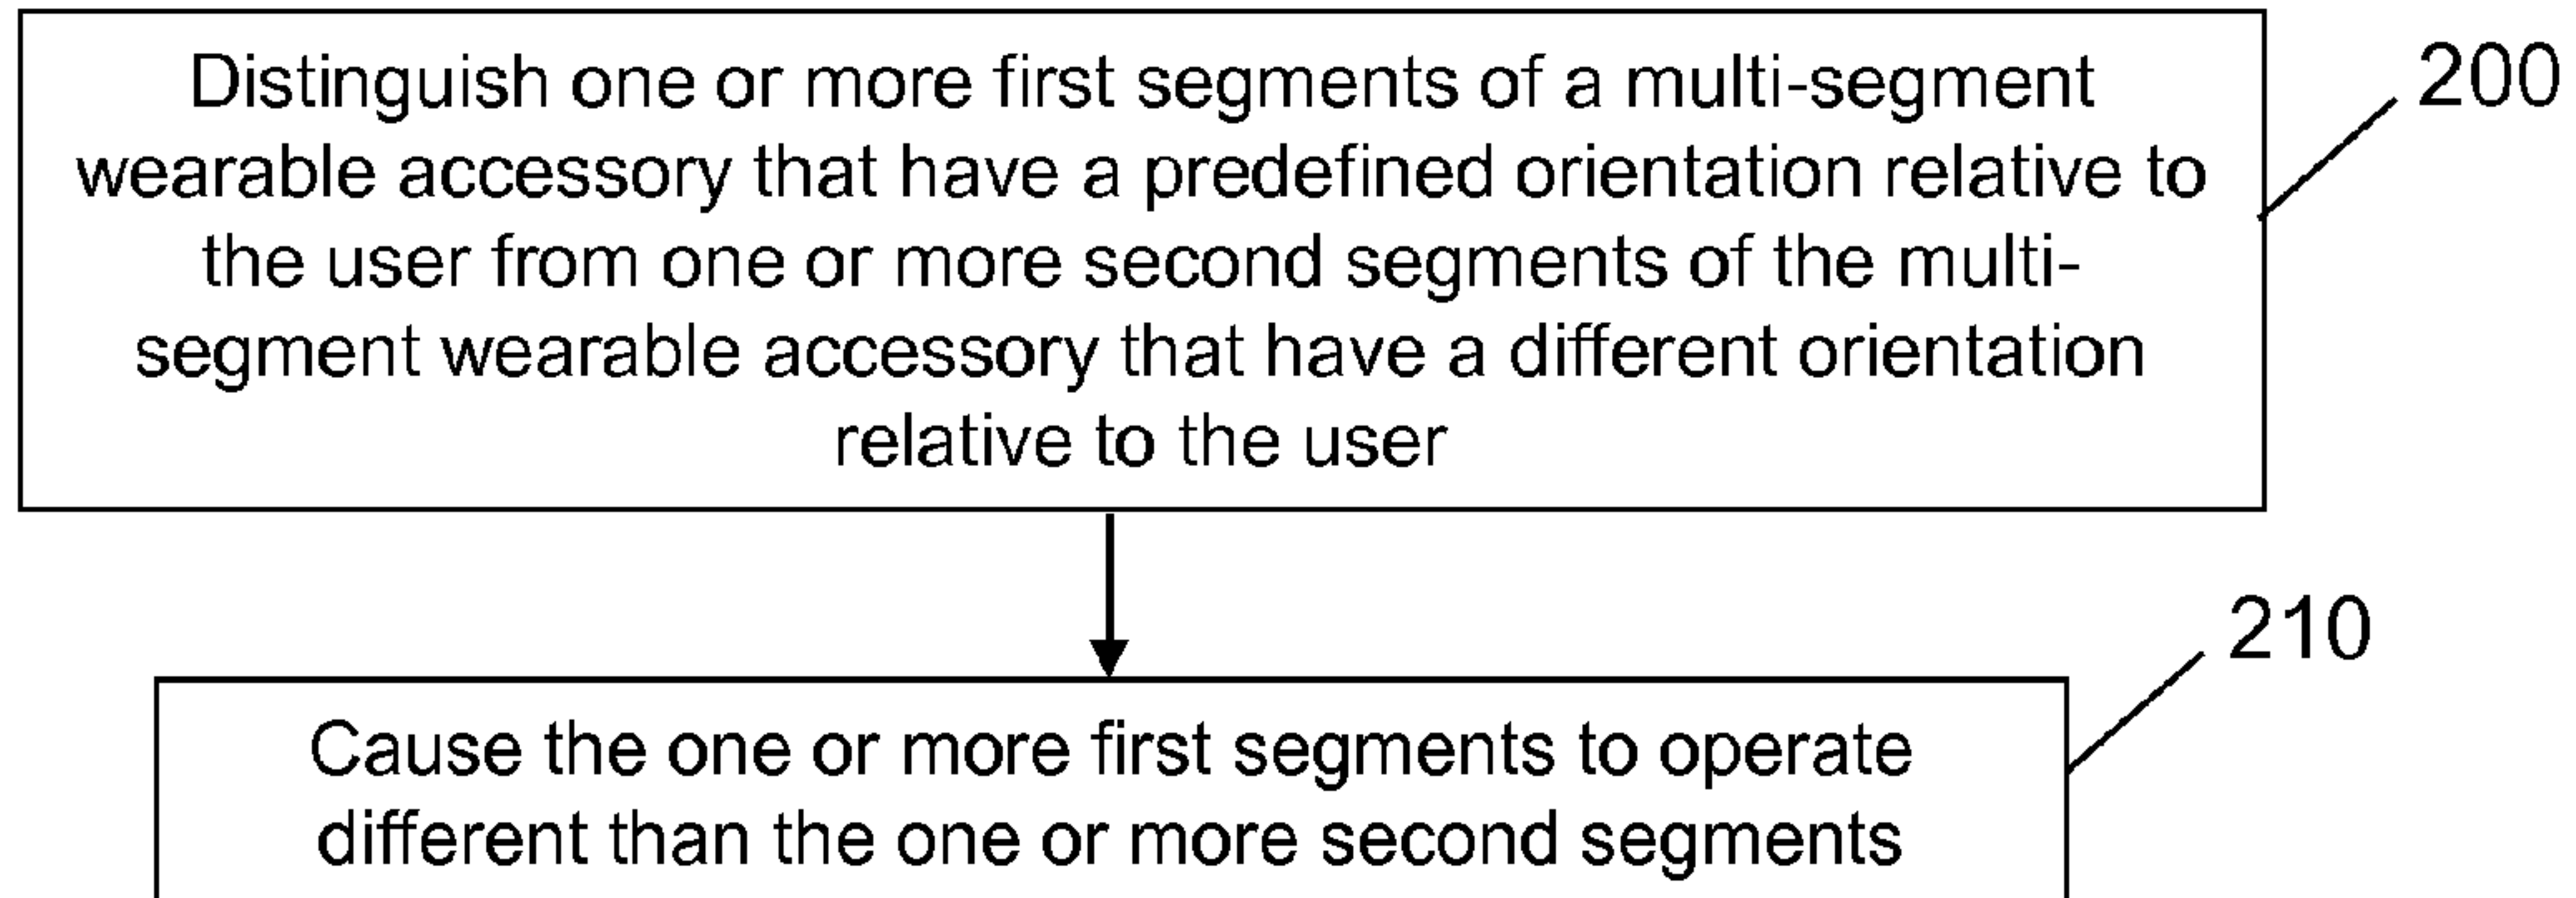 Distinguish one or more first segments of a multi-segment
wearable accessory that have a predefined orientation relative to
the user from one or more second segments of the multi-
segment wearable accessory that have a different orientation
relative to the user
200
210
Cause the one or more first segments to operate
different than the one or more second segments